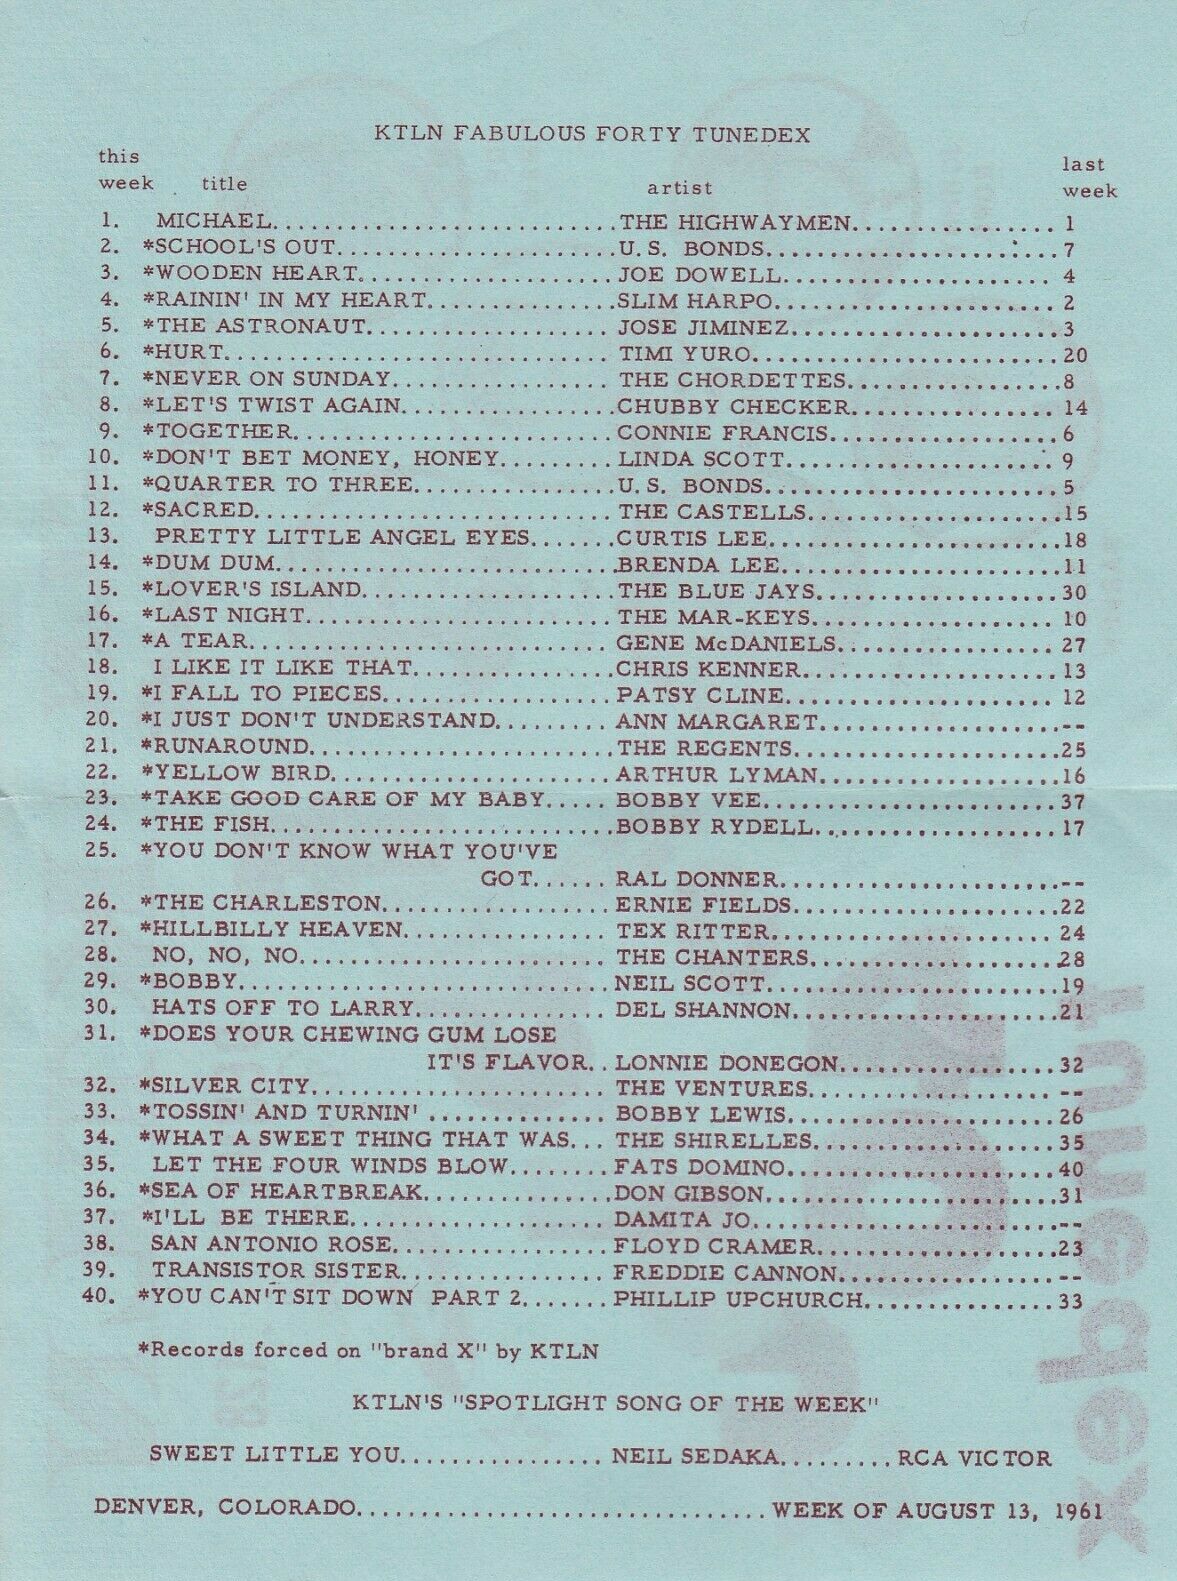 KTLN FABULOUS FORTY TUNEDEX
this week title artist last week
1. MICHAEL..............................THE HIGHWAYMEN................ 1
2. *SCHOOL'S OUT.........................U.S. BONDS.........................7
3. *WOODEN HEART......................JOE DOWELL....................... 4
4. *RAININ' IN MY HEART................SLIM HARPO........................2
5. *THE ASTRONAUT..................... JOSE JIMINEZ.......................3
6. *HURT.................................. TIMI YURO..........................20
7. *NEVER ON SUNDAY................... THE CHORDETTES..................8
8. *LET'S TWIST AGAIN...................CHUBBY CHECKER................. 14
9. *TOGETHER............................CONNIE FRANCIS................... 6
10. *DON'T BET MONEY, HONEY.......... LINDA SCOTT....................... 9
11. *QUARTER TO THREE..................U.S. BONDS.........................5
12. *SACRED............................... THE CASTELLS......................15
13. PRETTY LITTLE ANGEL EYES.......CURTIS LEE.........................18
14. *DUM DUM..............................BRENDA LEE........................11
15. *LOVER'S ISLAND...................... THE BLUE JAYS.....................30
16. *LAST NIGHT........................... THE MAR-KEYS..................... 10
17. *A TEAR................................ GENE McDANIELS................... 27
18. I LIKE IT LIKE THAT..................CHRIS KENNER...................... 13
19. *I FALL TO PIECES.................... PATSY CLINE....................... 12
20. *I JUST DON'T UNDERSTAND.......... ANN MARGARET.....................--
21. *RUNAROUND...........................THE REGENTS.......................25
22. *YELLOW BIRD......................... ARTHUR LYMAN.....................16
23. *TAKE GOOD CARE OF MY BABY..... BOBBY VEE..........................37
24. *THE FISH..............................BOBBY RYDELL..................... 17
25. *YOU DON'T KNOW WHAT YOU'VE
GOT...... RAL DONNER........................--
26. *THE CHARLESTON.................... ERNIE FIELDS.......................22
27. *HILLBILLY HEAVEN.................. TEX RITTER........................ 24
28. NO, NO, NO........................... THE CHANTERS.....................28
29. *BOBBY................................. NEIL SCOTT.........................19
30. HATS OFF TO LARRY................. DEL SHANNON.......................21
31. *DOES YOUR CHEWING GUM LOSE
IT'S FLAVOR.. LONNIE DONEGON..................32
32. *SILVER CITY.......................... THE VENTURES..................... --
33. *TOSSIN' AND TURNIN' ............... BOBBY LEWIS....................... 26
34. *WHAT A SWEET THING THAT WAS... THE SHIRELLES.....................35
35. LET THE FOUR WINDS BLOW........FATS DOMINO....................... 40
36. *SEA OF HEARTBREAK.................DON GIBSON.........................31
37. *I'LL BE THERE....................... DAMITA JO..........................--
38. SAN ANTONIO ROSE...................FLOYD CRAMER.....................23
39. TRANSISTOR SISTER.................. FREDDIE CANNON.................. --
40. *YOU CAN'T SIT DOWN PART 2....... PHILLIP UPCHURCH................33
*Records forced on "brand X" by KTLN
KTLN'S "SPOTLIGHT SONG OF THE WEEK"
SWEET LITTLE YOU................. NEIL SEDAKA.........RCA VICTOR
DENVER, COLORADO................................WEEK OF AUGUST 13, 1961
tunedex